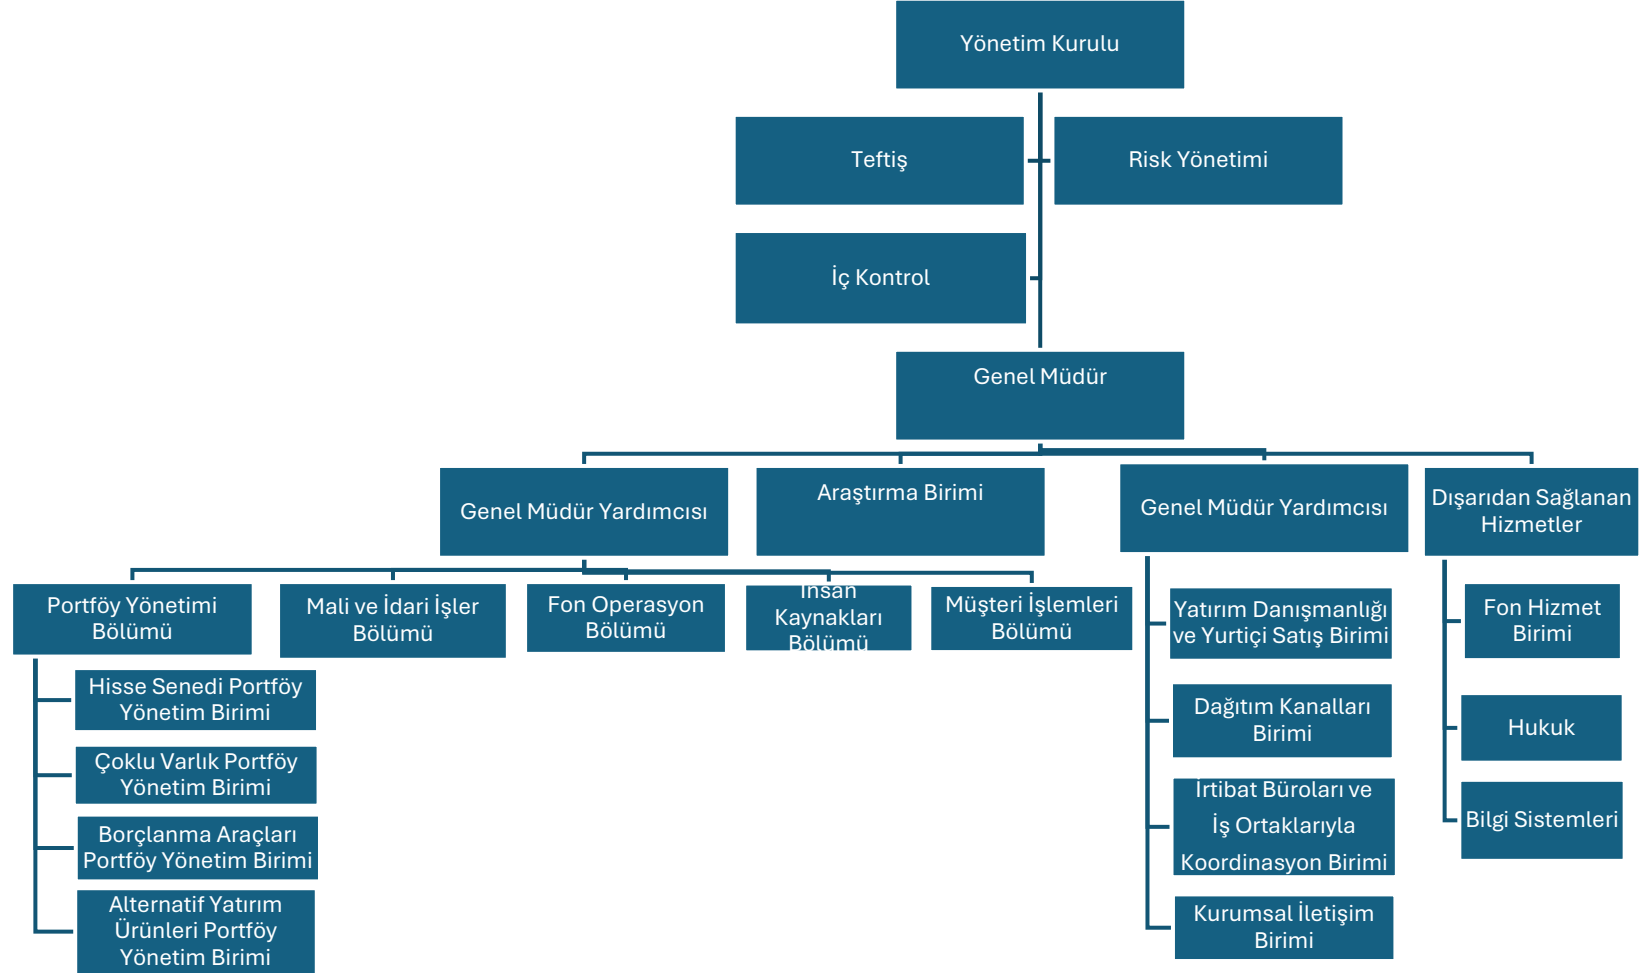 Yönetim Kurulu
Teftiş
Risk Yönetimi
İç Kontrol
Genel Müdür
Genel Müdür Yardımcısı
Araştırma Birimi
Genel Müdür Yardımcısı
Dışarıdan Sağlanan
Hizmetler
Portföy Yönetimi
Bölümü
Mali ve İdari İşler
Bölümü
Fon Operasyon
Bölümü
İnsan
Kaynakları
Bölümü
Müşteri İşlemleri
Bölümü
Hisse Senedi Portföy
Yönetim Birimi
Çoklu Varlık Portföy
Yönetim Birimi
Borçlanma Araçları
Portföy Yönetim Birimi
Alternatif Yatırım
Ürünleri Portföy
Yönetim Birimi
Yatırım Danışmanlığı
ve Yurtiçi Satış Birimi
Dağıtım Kanalları
Birimi
İrtibat Büroları ve
İş Ortaklarıyla
Koordinasyon Birimi
Kurumsal İletişim
Birimi
Fon Hizmet
Birimi
Hukuk
Bilgi Sistemleri